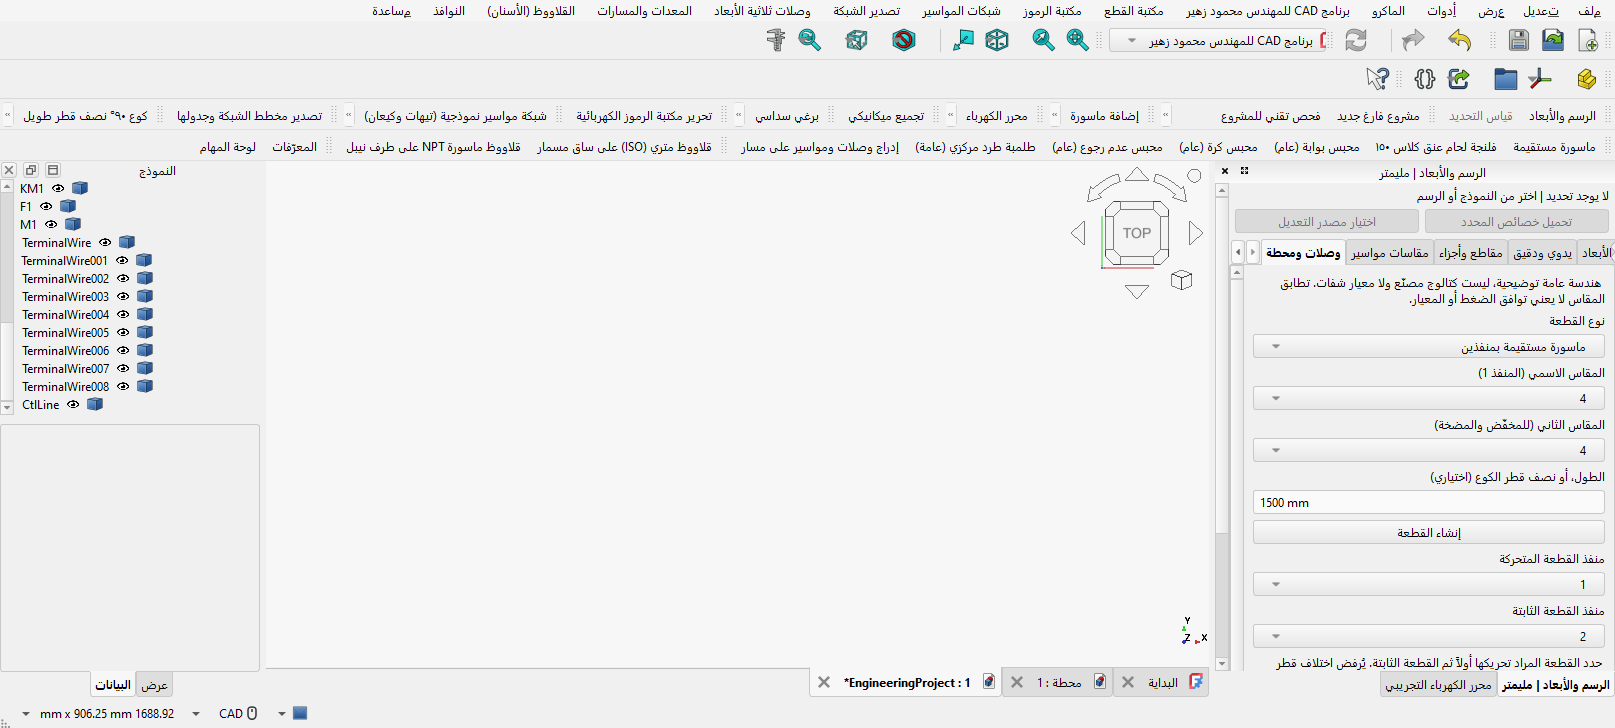 ملف تعديل عرض أدوات الماكرو برنامج CAD للمهندس محمود زهير مكتبة القطع مكتبة الرموز شبكات المواسير تصدير الشبكة وصلات ثلاثية الأبعاد المعدات والمسارات القلاووظ (الأسنان) النوافذ مساعدة
برنامج CAD للمهندس محمود زهير
الرسم والأبعاد قياس التحديد مشروع فارغ جديد فحص تقني للمشروع » إضافة ماسورة » محرر الكهرباء » تجميع ميكانيكي برغي سداسي » تحرير مكتبة الرموز الكهربائية شبكة مواسير نموذجية (تيهات وكيعان) » تصدير مخطط الشبكة وجدولها كوع ٩٠° نصف قطر طويل »
ماسورة مستقيمة فلنجة لحام عنق كلاس ١٥٠ محبس بوابة (عام) محبس كرة (عام) محبس عدم رجوع (عام) طلمبة طرد مركزي (عامة) إدراج وصلات ومواسير على مسار قلاووظ متري (ISO) على ساق مسمار قلاووظ ماسورة NPT على طرف نيبل المعرّفات لوحة المهام
النموذج
KM1
F1
M1
TerminalWire
TerminalWire001
TerminalWire002
TerminalWire003
TerminalWire004
TerminalWire005
TerminalWire006
TerminalWire007
TerminalWire008
CtlLine
عرض البيانات
TOP
Y
Z X
الرسم والأبعاد | مليمتر
لا يوجد تحديد | اختر من النموذج أو الرسم
تحميل خصائص المحدد اختيار مصدر التعديل
الأبعاد يدوي ودقيق مقاطع وأجزاء مقاسات مواسير وصلات ومحطة
هندسة عامة توضيحية، ليست كتالوج مصنّع ولا معيار شفات. تطابق
المقاس لا يعني توافق الضغط أو المعيار.
نوع القطعة
ماسورة مستقيمة بمنفذين
المقاس الاسمي (المنفذ 1)
4
المقاس الثاني (للمخفّض والمضخة)
4
الطول، أو نصف قطر الكوع (اختياري)
1500 mm
إنشاء القطعة
منفذ القطعة المتحركة
1
منفذ القطعة الثابتة
2
حدد القطعة المراد تحريكها أولاً ثم القطعة الثابتة. يُرفض اختلاف قطر
الرسم والأبعاد | مليمتر محرر الكهرباء التجريبي
البداية محطة : 1 EngineeringProject : 1*
CAD 1688.92 mm x 906.25 mm